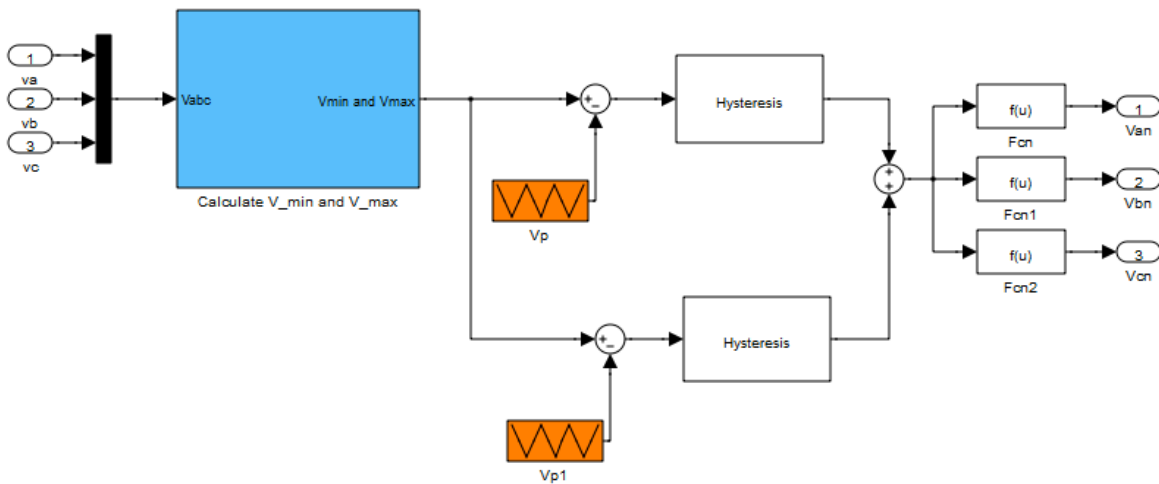 1
va
2
vb
3
vc
Vabc
Vmin and Vmax
Calculate V_min and V_max
+
−
Vp
Hysteresis
+
−
Vp1
Hysteresis
+
+
f(u)
Fcn
f(u)
Fcn1
f(u)
Fcn2
1
Van
2
Vbn
3
Vcn